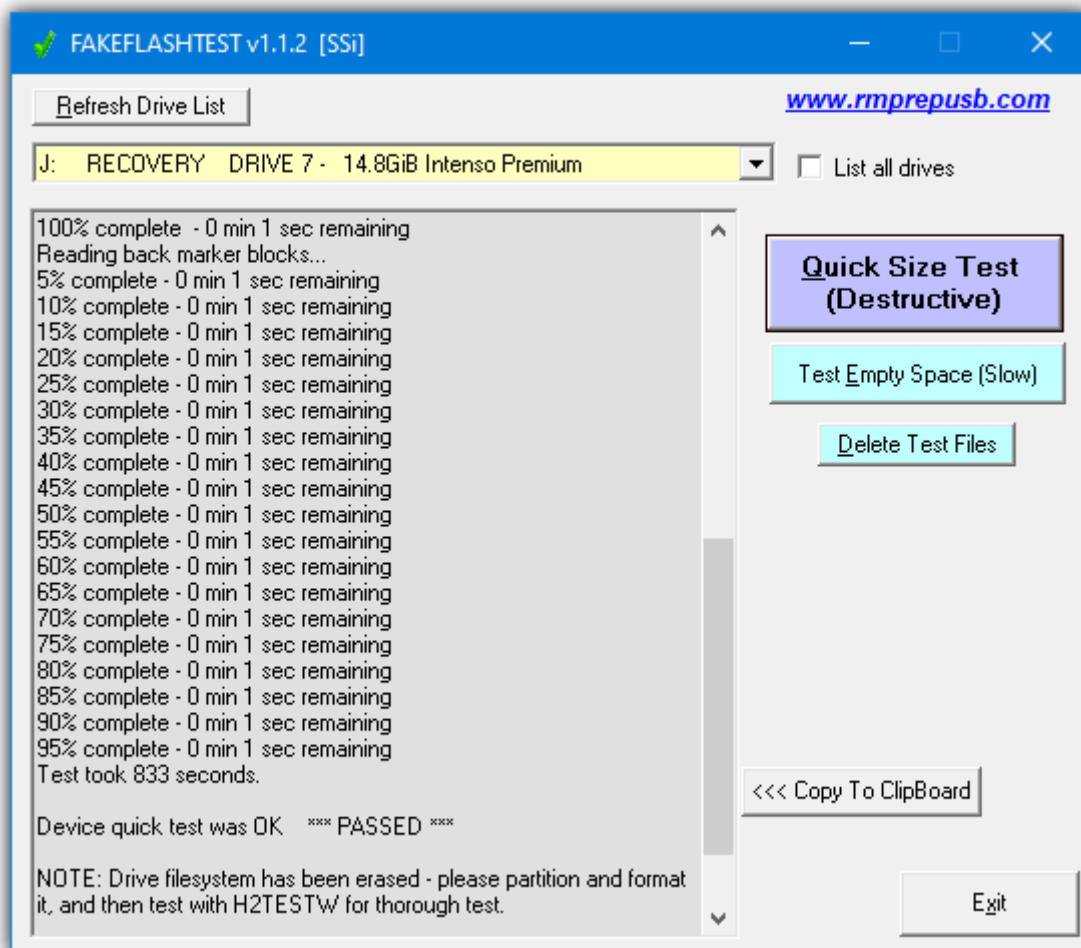 FAKEFLASHTEST v1.1.2 [SSi]
Refresh Drive List
www.rmprepusb.com
J: RECOVERY DRIVE 7 - 14.8GiB Intenso Premium
List all drives
100% complete - 0 min 1 sec remaining
Reading back marker blocks...
5% complete - 0 min 1 sec remaining
10% complete - 0 min 1 sec remaining
15% complete - 0 min 1 sec remaining
20% complete - 0 min 1 sec remaining
25% complete - 0 min 1 sec remaining
30% complete - 0 min 1 sec remaining
35% complete - 0 min 1 sec remaining
40% complete - 0 min 1 sec remaining
45% complete - 0 min 1 sec remaining
50% complete - 0 min 1 sec remaining
55% complete - 0 min 1 sec remaining
60% complete - 0 min 1 sec remaining
65% complete - 0 min 1 sec remaining
70% complete - 0 min 1 sec remaining
75% complete - 0 min 1 sec remaining
80% complete - 0 min 1 sec remaining
85% complete - 0 min 1 sec remaining
90% complete - 0 min 1 sec remaining
95% complete - 0 min 1 sec remaining
Test took 833 seconds.
Device quick test was OK *** PASSED ***
NOTE: Drive filesystem has been erased - please partition and format
it, and then test with H2TESTW for thorough test.
Quick Size Test
(Destructive)
Test Empty Space (Slow)
Delete Test Files
<<< Copy To ClipBoard
Exit